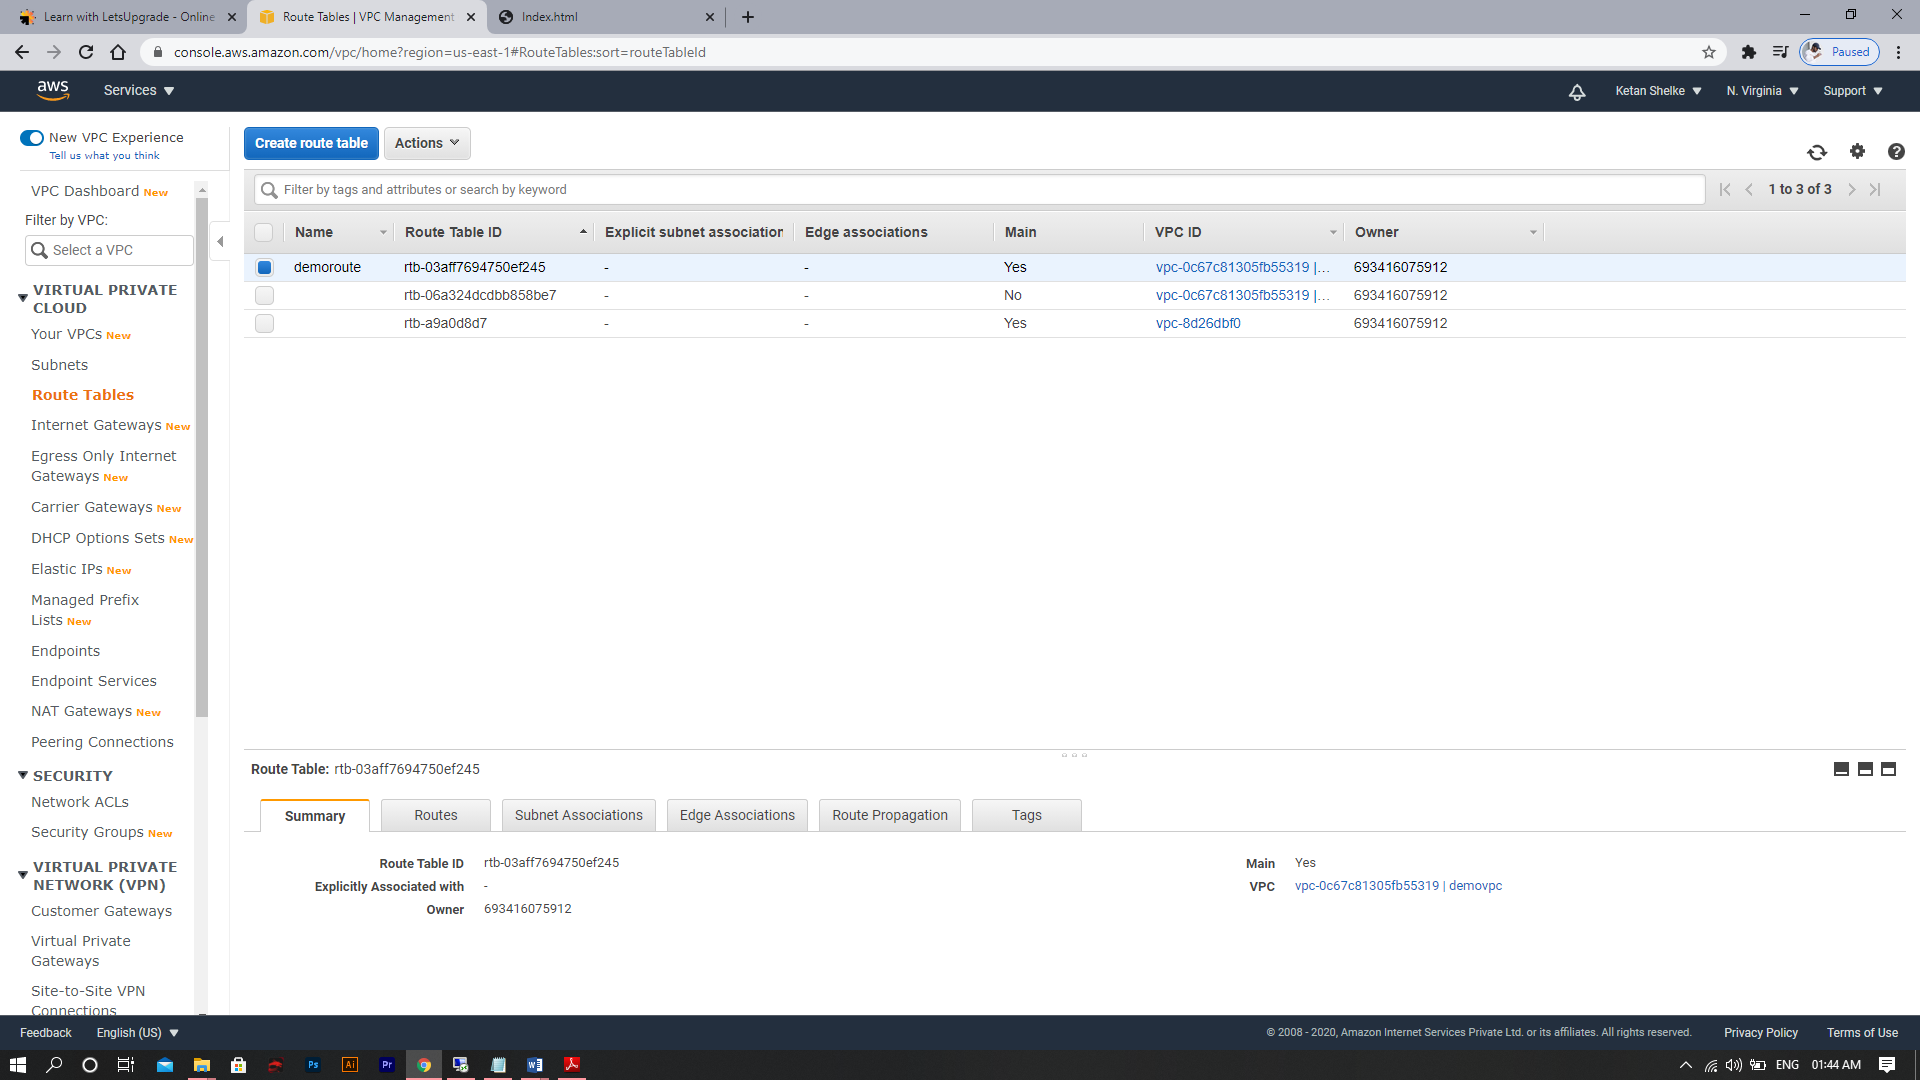 Learn with LetsUpgrade - Online
Route Tables | VPC Management
Index.html
console.aws.amazon.com/vpc/home?region=us-east-1#RouteTables:sort=routeTableId
Paused
aws
Services
Ketan Shelke
N. Virginia
Support
New VPC Experience
Tell us what you think
VPC Dashboard New
Filter by VPC:
Select a VPC
VIRTUAL PRIVATE
CLOUD
Your VPCs New
Subnets
Route Tables
Internet Gateways New
Egress Only Internet
Gateways New
Carrier Gateways New
DHCP Options Sets New
Elastic IPs New
Managed Prefix
Lists New
Endpoints
Endpoint Services
NAT Gateways New
Peering Connections
SECURITY
Network ACLs
Security Groups New
VIRTUAL PRIVATE
NETWORK (VPN)
Customer Gateways
Virtual Private
Gateways
Site-to-Site VPN
Connections
Create route table
Actions
Filter by tags and attributes or search by keyword
1 to 3 of 3
Name Route Table ID Explicit subnet association Edge associations Main VPC ID Owner
demoroute rtb-03aff7694750ef245 - - Yes vpc-0c67c81305fb55319 |... 693416075912
rtb-06a324dcdbb858be7 - - No vpc-0c67c81305fb55319 |... 693416075912
rtb-a9a0d8d7 - - Yes vpc-8d26dbf0 693416075912
Route Table: rtb-03aff7694750ef245
Summary Routes Subnet Associations Edge Associations Route Propagation Tags
Route Table ID rtb-03aff7694750ef245 Main Yes
Explicitly Associated with - VPC vpc-0c67c81305fb55319 | demovpc
Owner 693416075912
Feedback English (US) © 2008 - 2020, Amazon Internet Services Private Ltd. or its affiliates. All rights reserved. Privacy Policy Terms of Use
Ps Ai Pr
ENG 01:44 AM